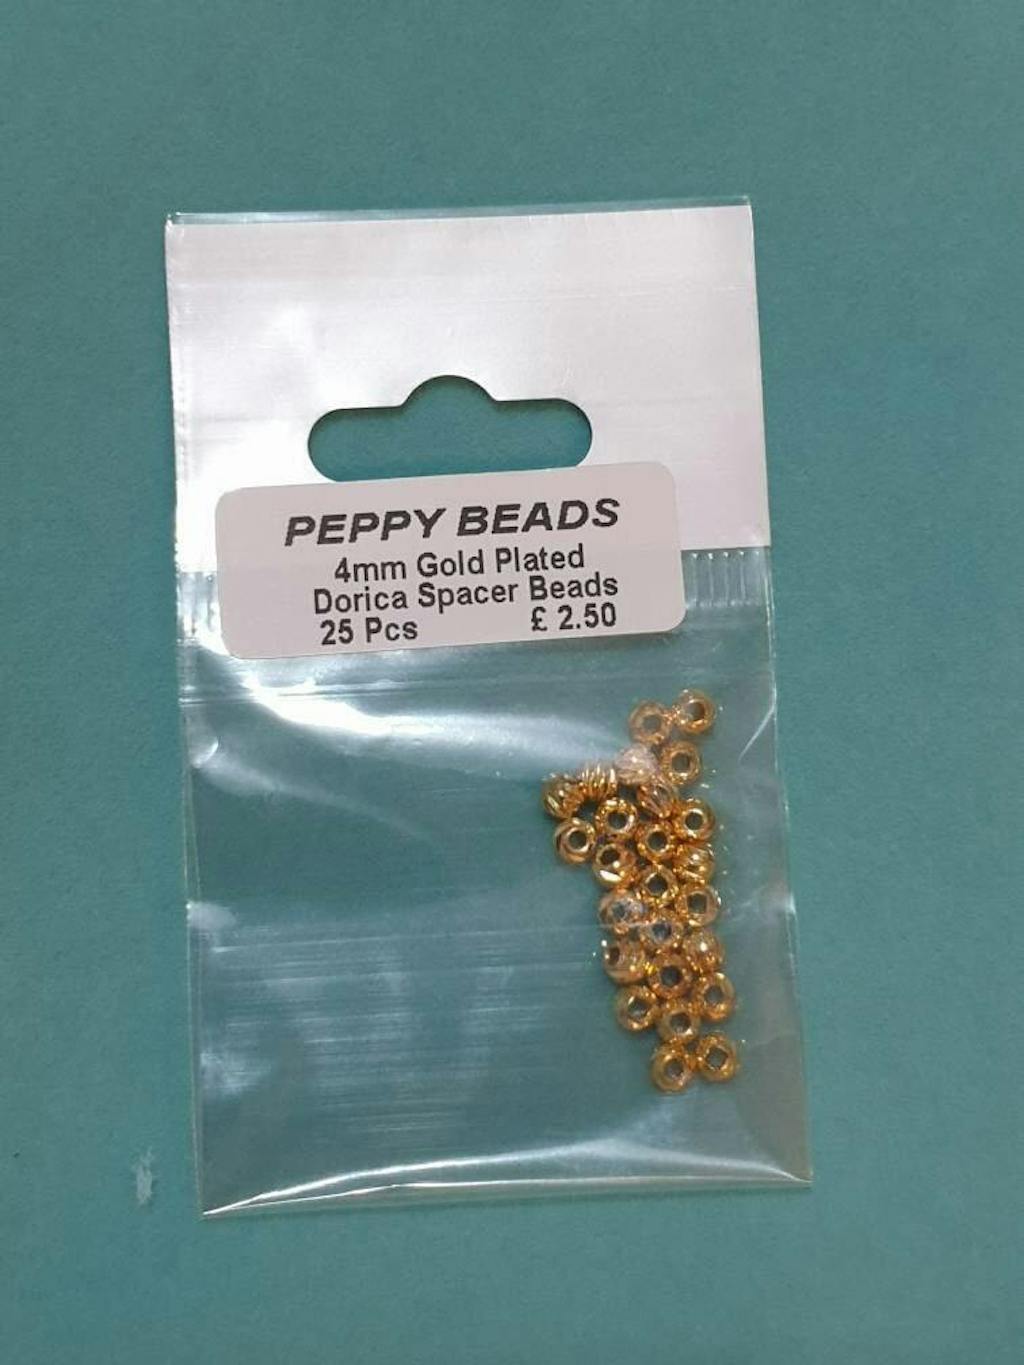 PEPPY BEADS
4mm Gold Plated
Dorica Spacer Beads
25 Pcs £ 2.50